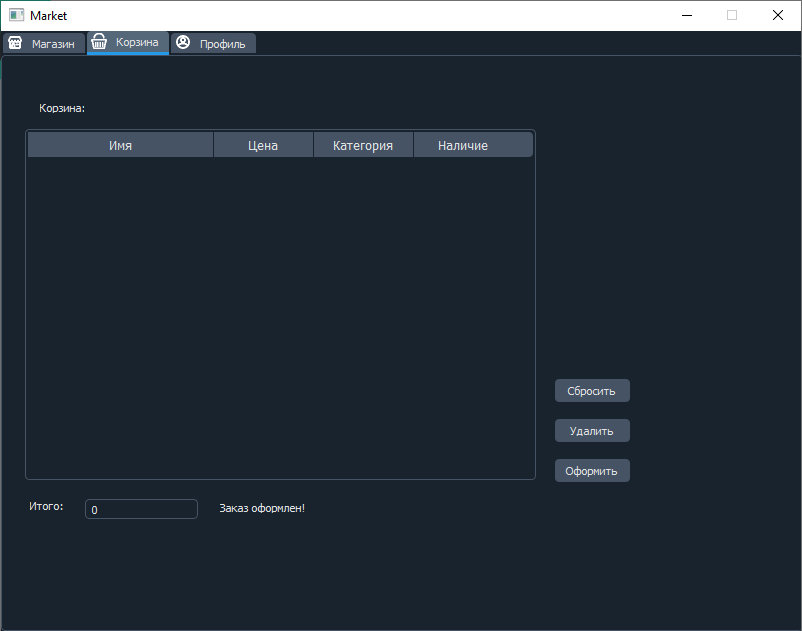 Market
Магазин Корзина Профиль
Корзина:
Имя Цена Категория Наличие
Сбросить
Удалить
Оформить
Итого: 0 Заказ оформлен!